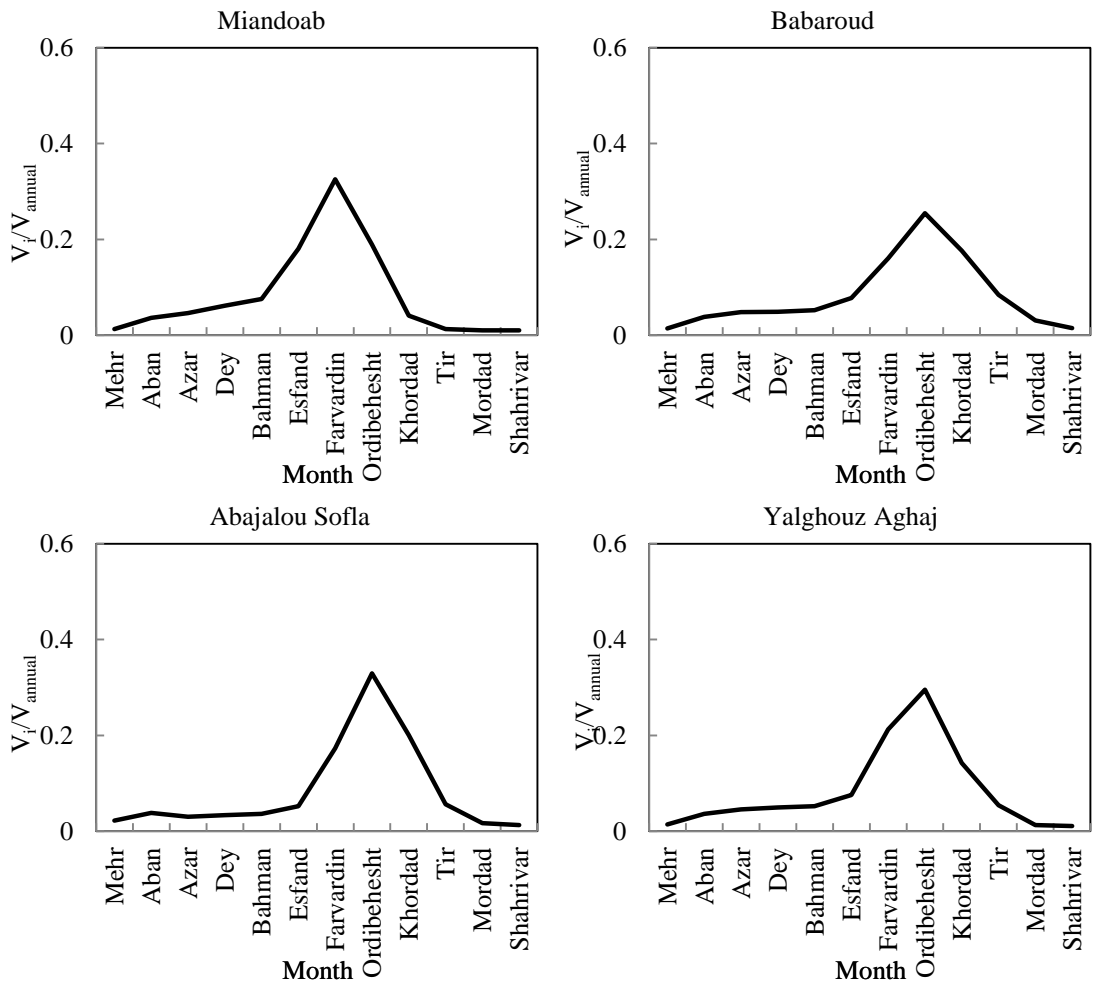 Miandoab
0.6
0.4
0.2
0
Vi/Vannual
Mehr
Aban
Azar
Dey
Bahman
Esfand
Farvardin
Ordibehesht
Khordad
Tir
Mordad
Shahrivar
Month
Babaroud
0.6
0.4
0.2
0
Vi/Vannual
Mehr
Aban
Azar
Dey
Bahman
Esfand
Farvardin
Ordibehesht
Khordad
Tir
Mordad
Shahrivar
Month
Abajalou Sofla
0.6
0.4
0.2
0
Vi/Vannual
Mehr
Aban
Azar
Dey
Bahman
Esfand
Farvardin
Ordibehesht
Khordad
Tir
Mordad
Shahrivar
Month
Yalghouz Aghaj
0.6
0.4
0.2
0
Vi/Vannual
Mehr
Aban
Azar
Dey
Bahman
Esfand
Farvardin
Ordibehesht
Khordad
Tir
Mordad
Shahrivar
Month